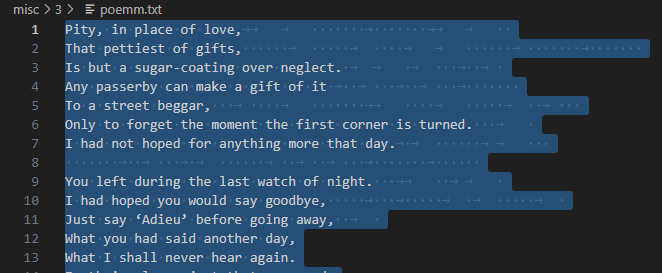 misc > 3 > poemm.txt
1 Pity, in place of love,
2 That pettiest of gifts,
3 Is but a sugar-coating over neglect.
4 Any passerby can make a gift of it
5 To a street beggar,
6 Only to forget the moment the first corner is turned.
7 I had not hoped for anything more that day.
8
9 You left during the last watch of night.
10 I had hoped you would say goodbye,
11 Just say ‘Adieu’ before going away,
12 What you had said another day,
13 What I shall never hear again.